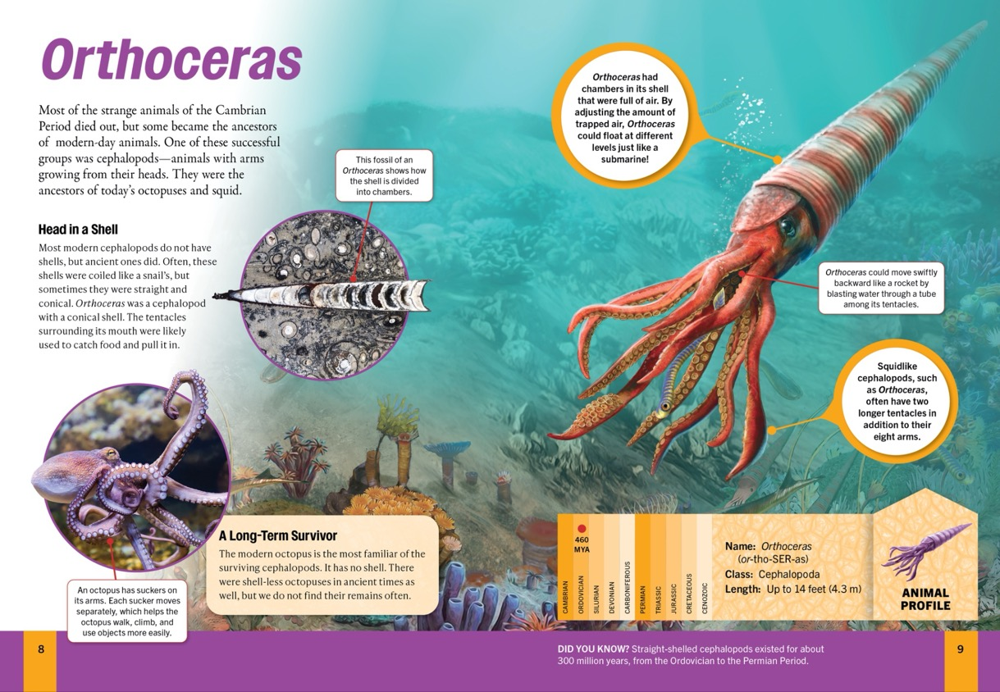 Orthoceras
Most of the strange animals of the Cambrian
Period died out, but some became the ancestors
of modern-day animals. One of these successful
groups was cephalopods—animals with arms
growing from their heads. They were the
ancestors of today's octopuses and squid.
Head in a Shell
Most modern cephalopods do not have
shells, but ancient ones did. Often, these
shells were coiled like a snail's, but
sometimes they were straight and
conical. Orthoceras was a cephalopod
with a conical shell. The tentacles
surrounding its mouth were likely
used to catch food and pull it in.
This fossil of an
Orthoceras shows how
the shell is divided
into chambers.
An octopus has suckers on
its arms. Each sucker moves
separately, which helps the
octopus walk, climb, and
use objects more easily.
A Long-Term Survivor
The modern octopus is the most familiar of the
surviving cephalopods. It has no shell. There
were shell-less octopuses in ancient times as
well, but we do not find their remains often.
8
Orthoceras had
chambers in its shell
that were full of air. By
adjusting the amount of
trapped air, Orthoceras
could float at different
levels just like a
submarine!
Orthoceras could move swiftly
backward like a rocket by
blasting water through a tube
among its tentacles.
Squidlike
cephalopods, such
as Orthoceras,
often have two
longer tentacles in
addition to their
eight arms.
460
MYA
CAMBRIAN
ORDOVICIAN
SILURIAN
DEVONIAN
CARBONIFEROUS
PERMIAN
TRIASSIC
JURASSIC
CRETACEOUS
CENOZOIC
Name: Orthoceras
(or-tho-SER-as)
Class: Cephalopoda
Length: Up to 14 feet (4.3 m)
ANIMAL
PROFILE
DID YOU KNOW? Straight-shelled cephalopods existed for about
300 million years, from the Ordovician to the Permian Period.
9